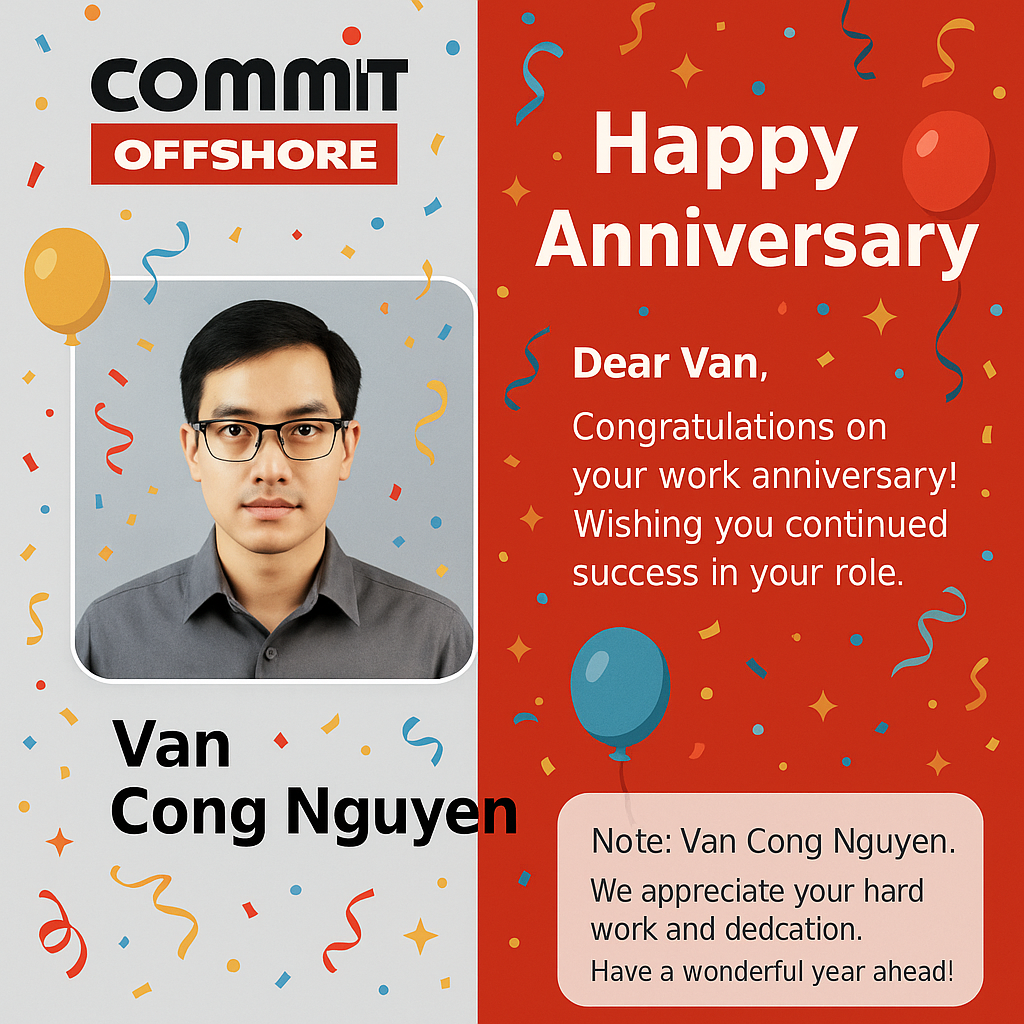 COMMIT
OFFSHORE
Happy
Anniversary
Dear Van,
Congratulations on
your work anniversary!
Wishing you continued
success in your role.
Van
Cong Nguyen
Note: Van Cong Nguyen.
We appreciate your hard
work and dedcation.
Have a wonderful year ahead!